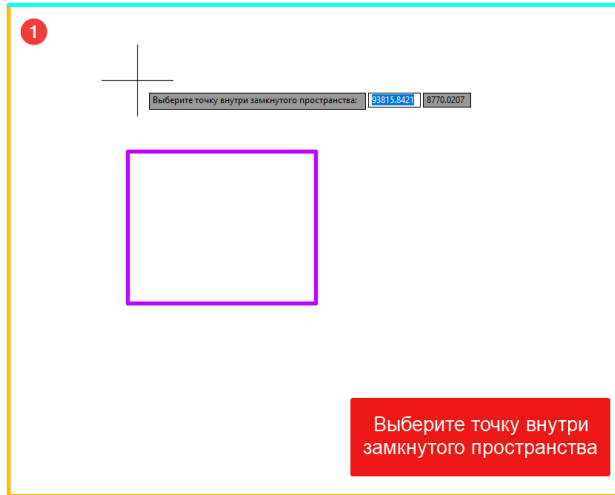 1
Выберите точку внутри замкнутого пространства: 93815.8421 8770.0207
Выберите точку внутри
замкнутого пространства